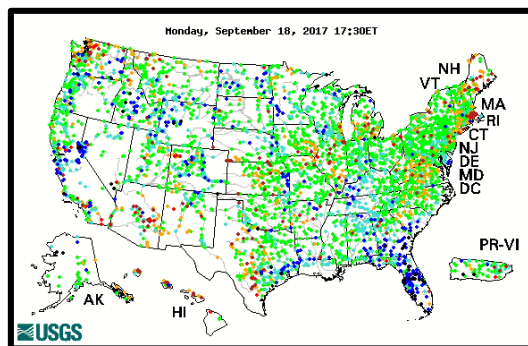 Monday, September 18, 2017 17:30ET
NH
VT
MA
RI
CT
NJ
DE
MD
DC
PR-VI
AK
HI
USGS